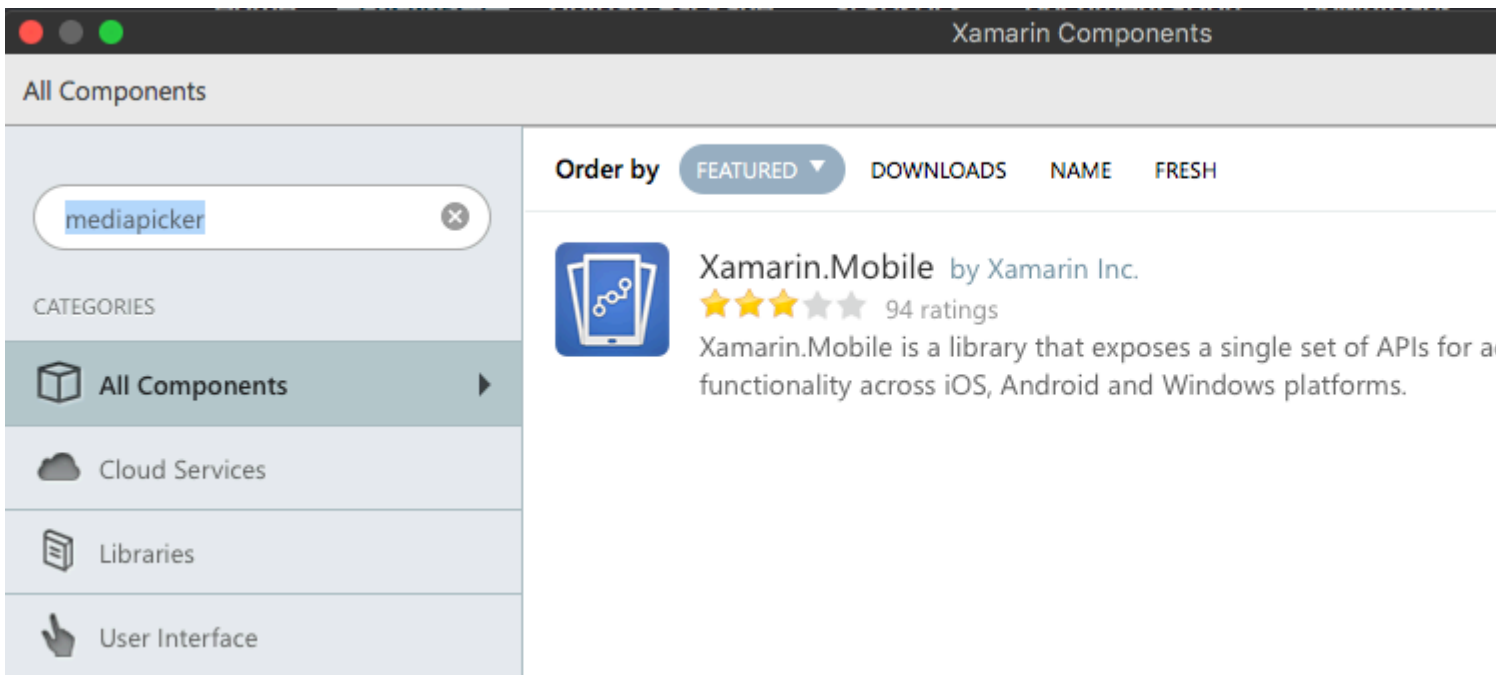 Xamarin Components
All Components
mediapicker
CATEGORIES
All Components
Cloud Services
Libraries
User Interface
Order by FEATURED DOWNLOADS NAME FRESH
Xamarin.Mobile by Xamarin Inc.
94 ratings
Xamarin.Mobile is a library that exposes a single set of APIs for
functionality across iOS, Android and Windows platforms.